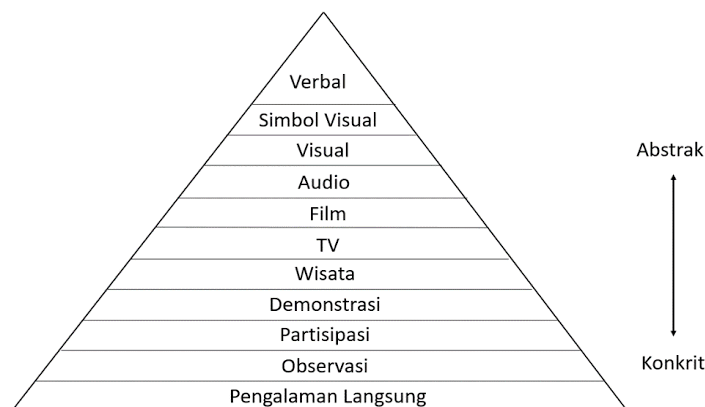 Verbal
Simbol Visual
Visual
Audio
Film
TV
Wisata
Demonstrasi
Partisipasi
Observasi
Pengalaman Langsung
Abstrak
Konkrit